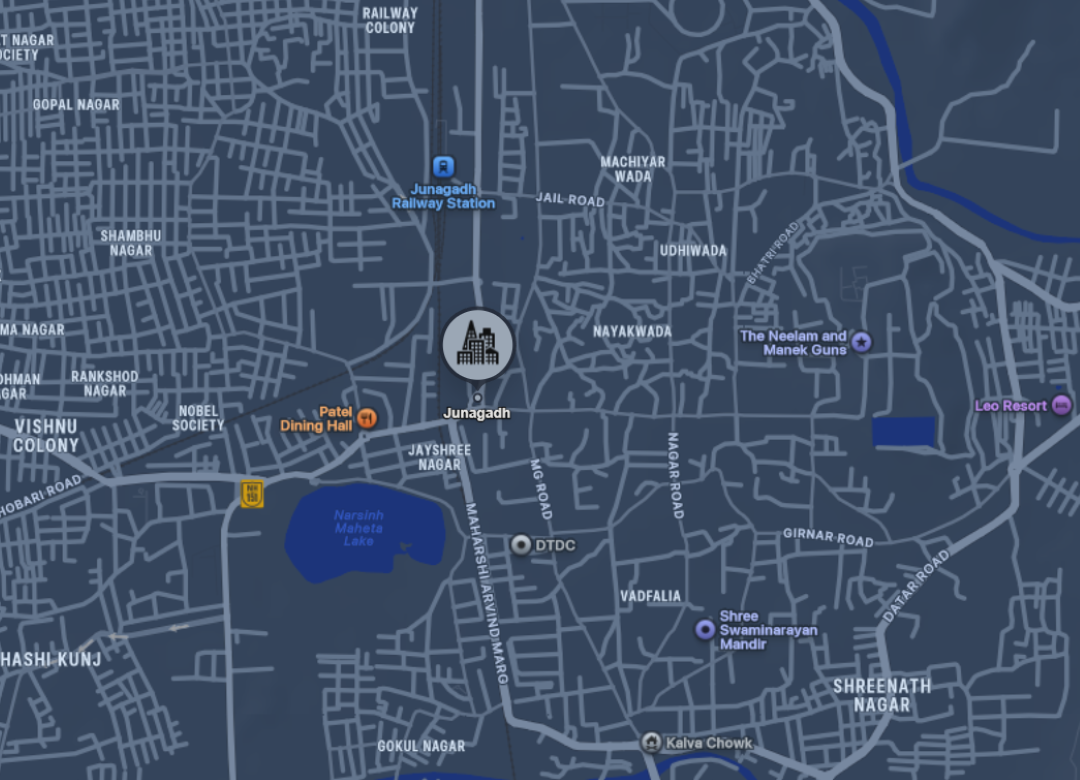 RAILWAY
COLONY
T NAGAR
OCIETY
GOPAL NAGAR
MACHIYAR
WADA
Junagadh
Railway Station
JAIL ROAD
SHAMBHU
NAGAR
UDHIWADA
BHATRI ROAD
MA NAGAR
NAYAKWADA
The Neelam and
Manek Guns
OHMAN
AGAR
RANKSHOD
NAGAR
NOBEL
SOCIETY
Patel
Dining Hall
Junagadh
Leo Resort
VISHNU
COLONY
JAYSHREE
NAGAR
HOBARI ROAD
MG ROAD
NAGAR ROAD
Narsinh
Maheta
Lake
MAHARSHI ARVIND MARG
DTDC
GIRNAR ROAD
DATAR ROAD
VADFALIA
Shree
Swaminarayan
Mandir
HASHI KUNJ
SHREENATH
NAGAR
GOKUL NAGAR
Kalva Chowk